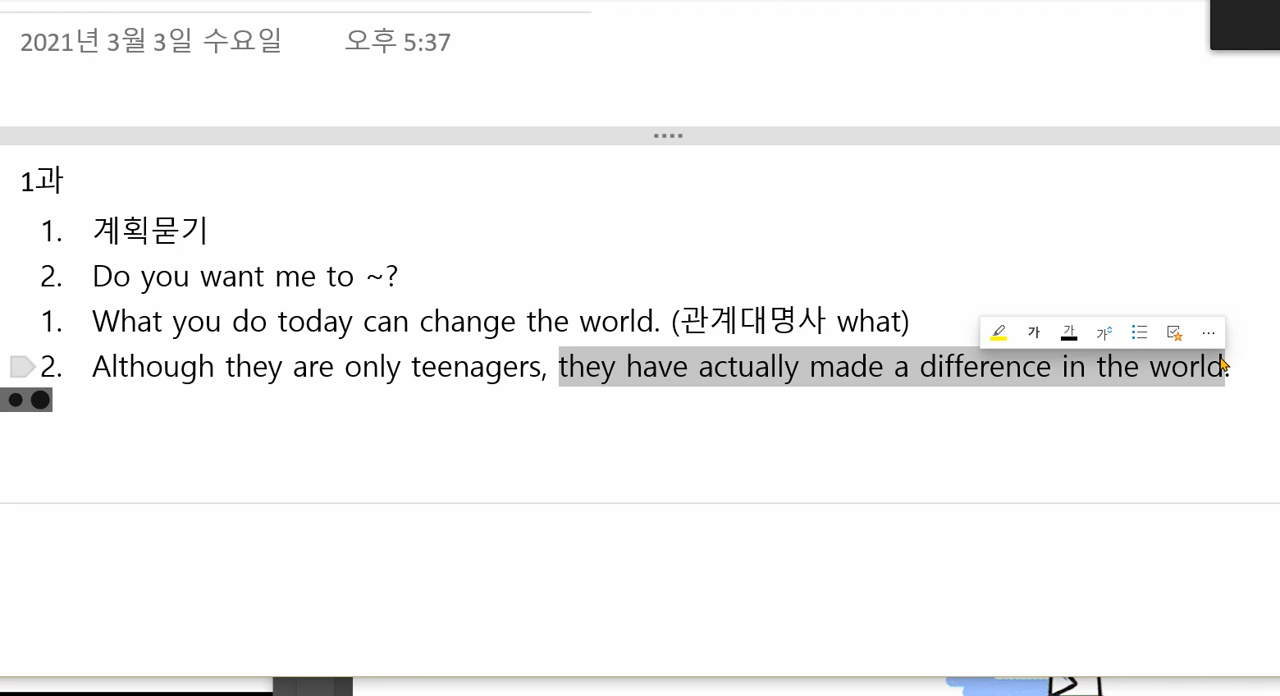 2021년 3월 3일 수요일 오후 5:37
1과
1. 계획묻기
2. Do you want me to ~?
1. What you do today can change the world. (관계대명사 what)
가 가 가
2. Although they are only teenagers, they have actually made a difference in the world.